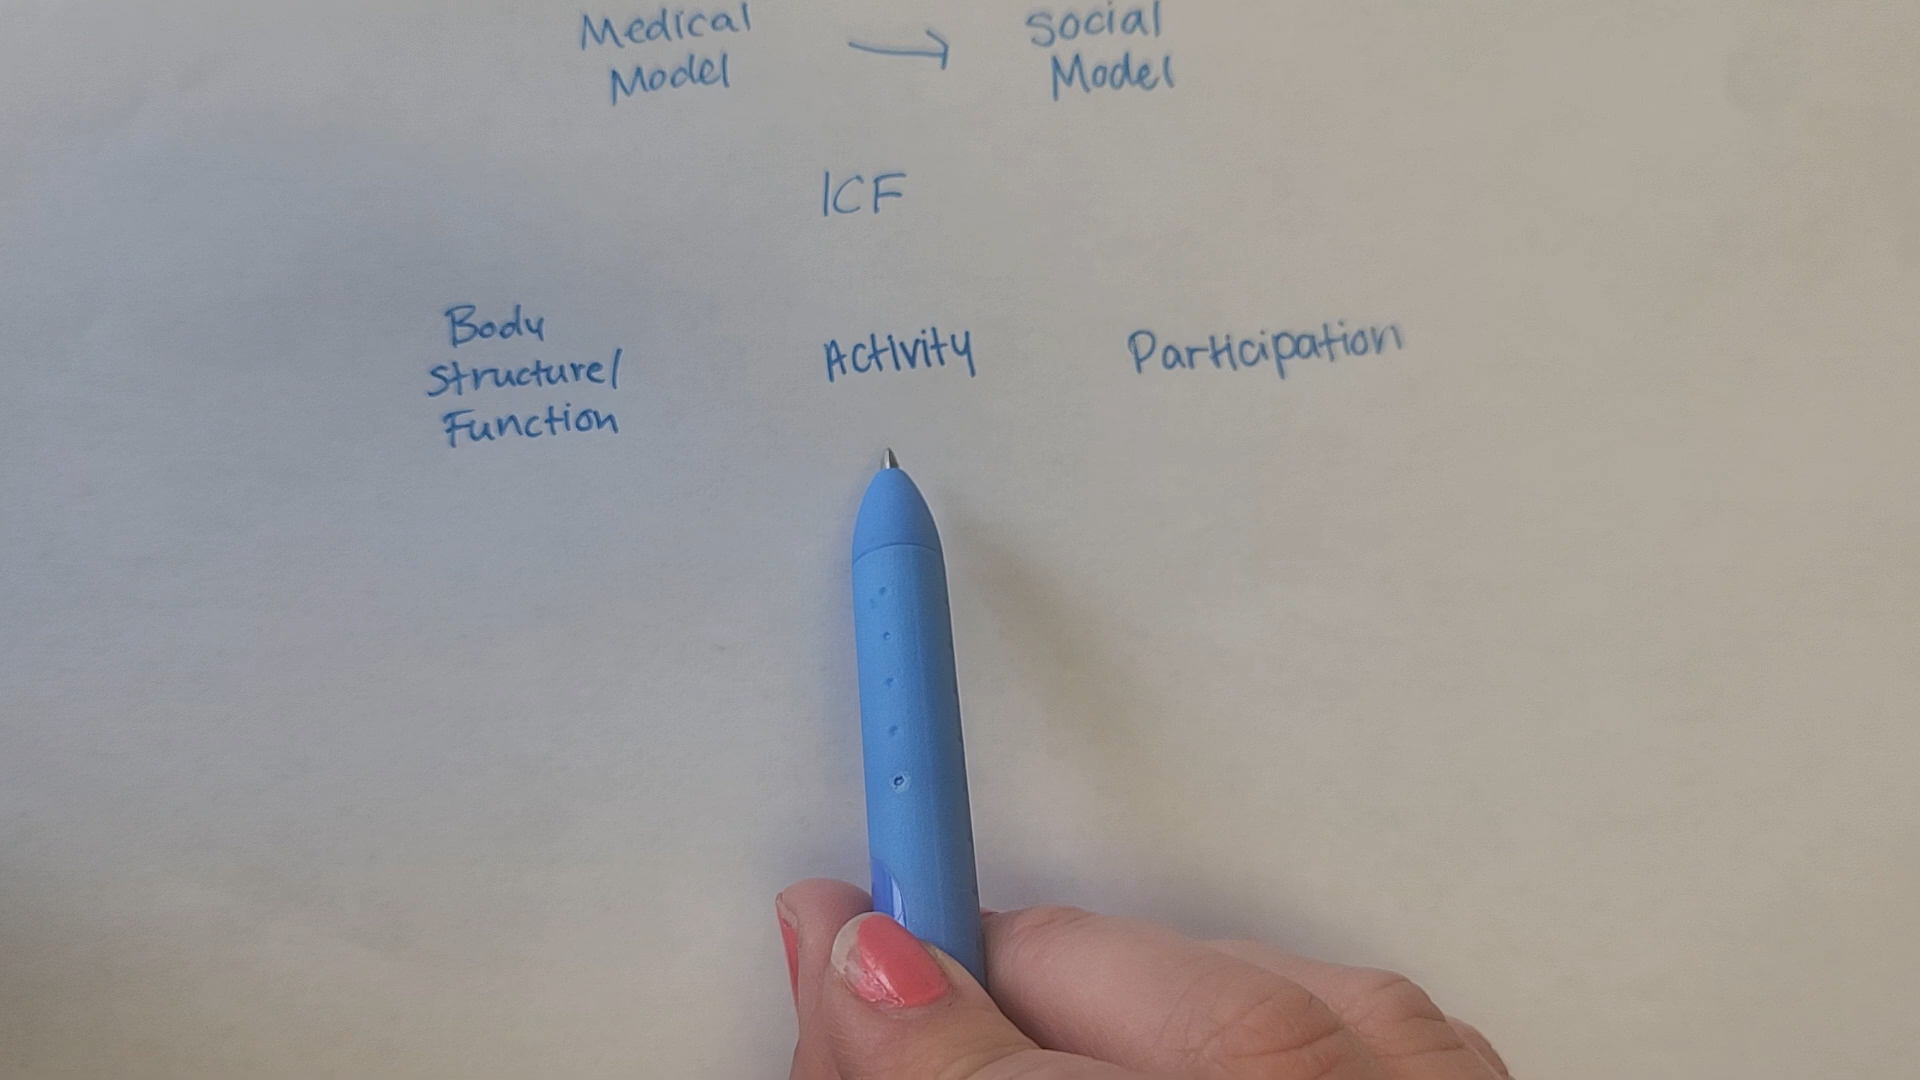 Medical → Social
Model Model
ICF
Body
Structure/
Function
Activity
Participation